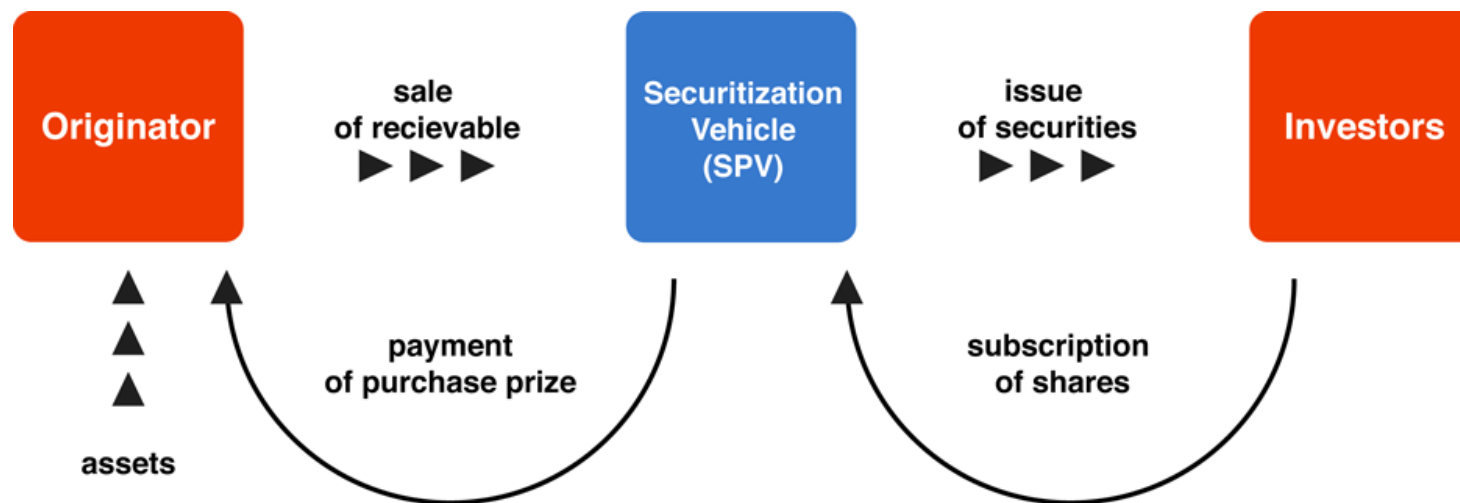 Originator
sale
of recievable
Securitization
Vehicle
(SPV)
issue
of securities
Investors
payment
of purchase prize
subscription
of shares
assets